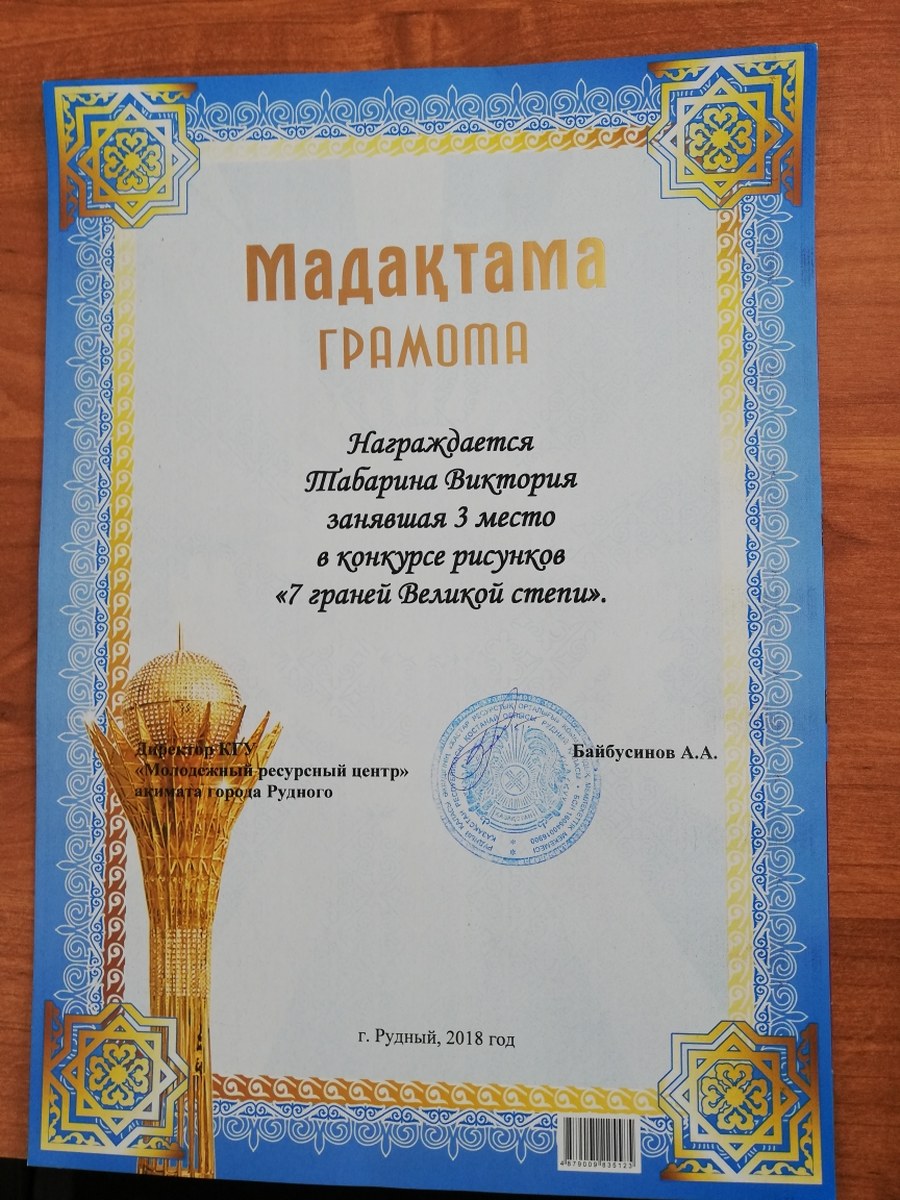 Мадақтама
ГРАМОТА
Награждается
Табарина Виктория
занявшая 3 место
в конкурсе рисунков
«7 граней Великой степи».
Директор КГУ
«Молодежный ресурсный центр»
акимата города Рудного
Байбусинов А.А.
г. Рудный, 2018 год